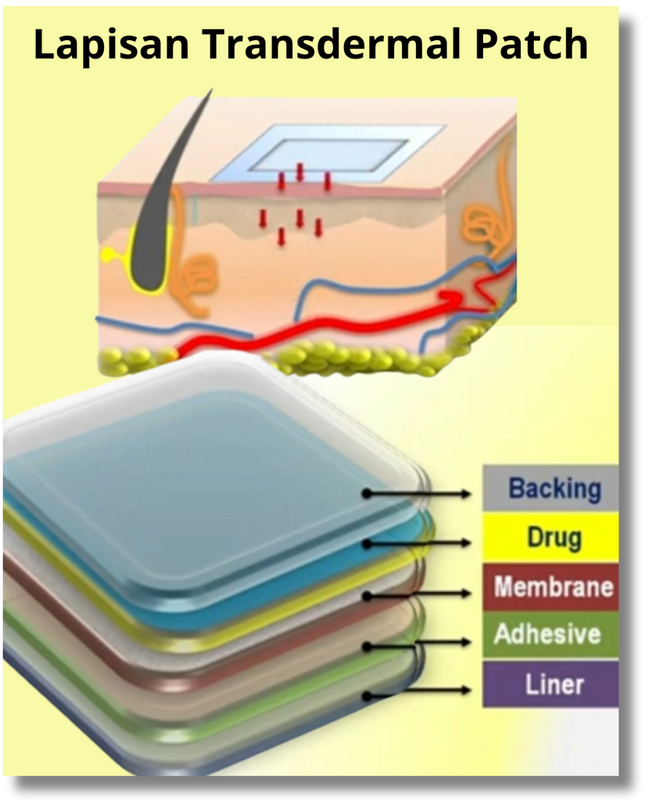 Lapisan Transdermal Patch
Backing
Drug
Membrane
Adhesive
Liner